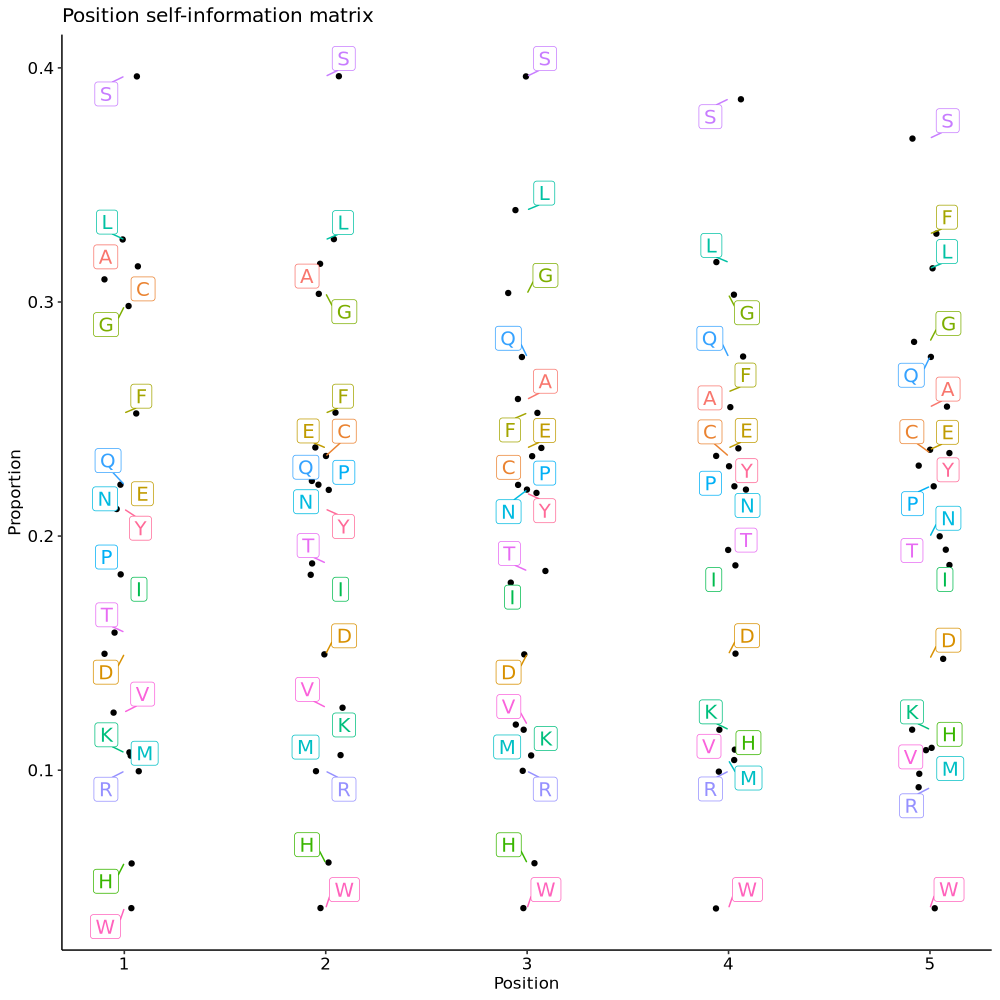 Position self-information matrix
Proportion
0.4
0.3
0.2
0.1
S
L
A
C
G
F
Q
E
N
Y
P
I
T
D
V
K
M
R
H
W
S
L
A
G
F
E
C
Q
P
N
Y
T
I
D
V
K
M
R
H
W
S
L
G
Q
A
F
E
C
P
N
Y
T
I
D
V
K
M
R
H
W
S
L
G
Q
F
A
C
E
Y
P
N
T
I
D
K
H
V
M
R
W
S
F
L
G
Q
A
C
E
Y
P
N
T
I
D
K
H
V
M
R
W
1 2 3 4 5
Position